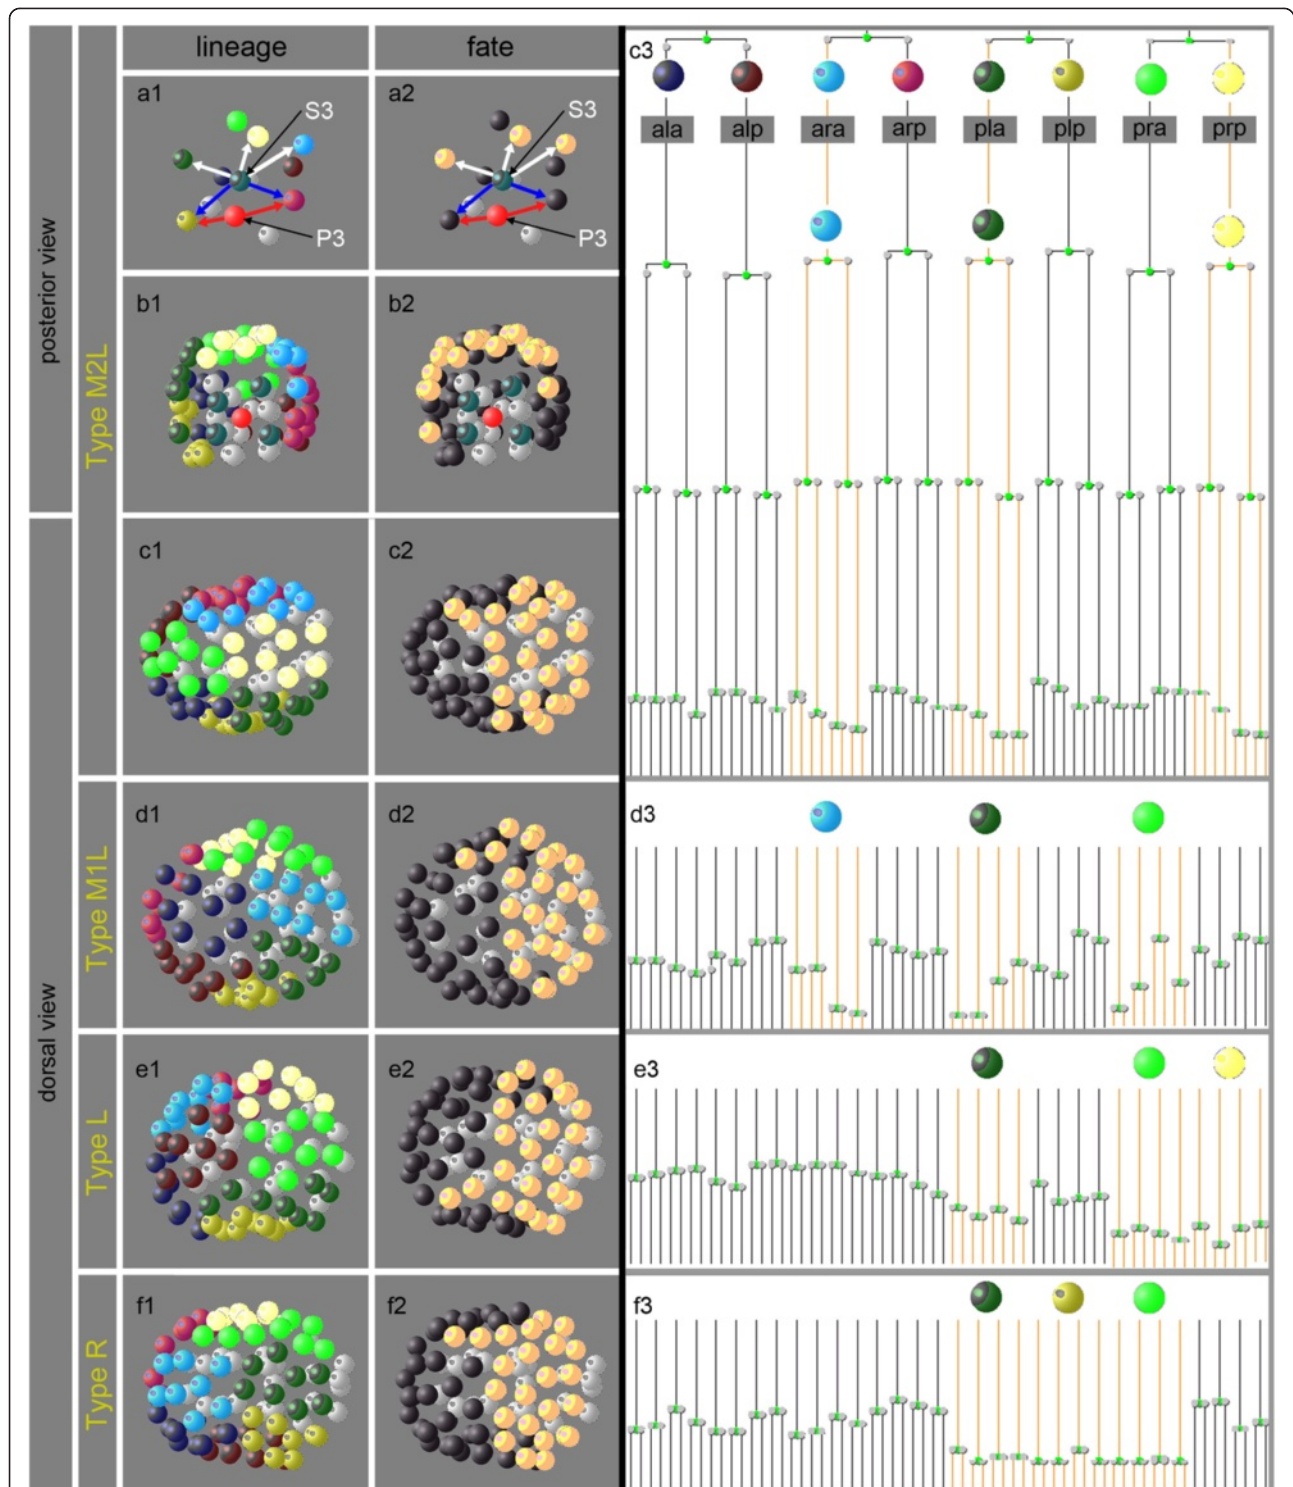 lineage
fate
posterior view
dorsal view
Type M2L
Type M1L
Type L
Type R
a1
S3
P3
a2
S3
P3
b1
b2
c1
c2
d1
d2
e1
e2
f1
f2
c3
ala alp ara arp pla plp pra prp
d3
e3
f3